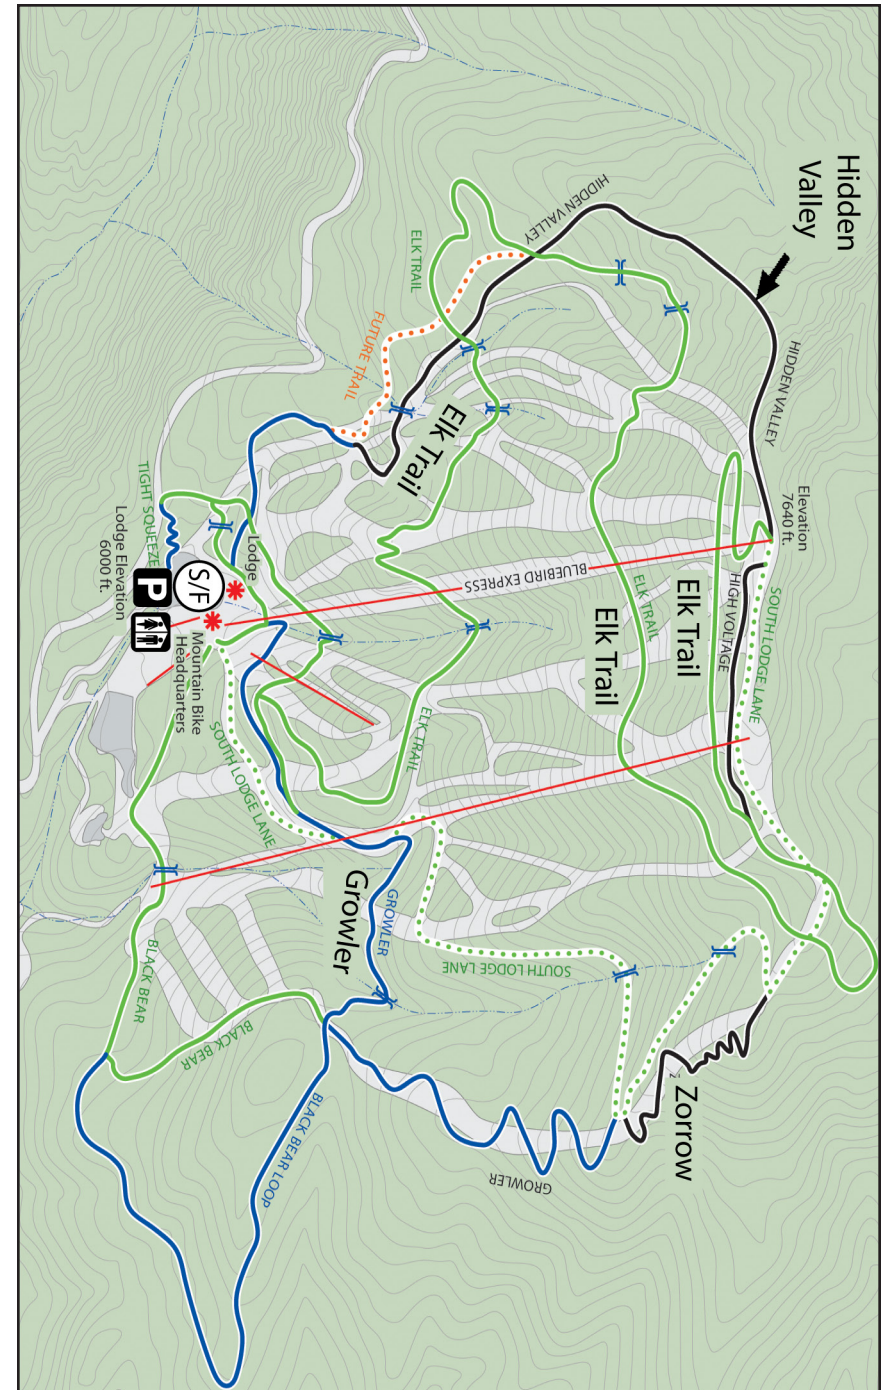 Hidden
Valley
HIDDEN VALLEY
HIDDEN VALLEY
ELK TRAIL
FUTURE TRAIL
Elk Trail
Elevation
7640 ft.
TIGHT SQUEEZE
Lodge Elevation
6000 ft.
Lodge
S/F
P
Mountain Bike
Headquarters
BLUEBIRD EXPRESS
ELK TRAIL
Elk Trail
Elk Trail
HIGH VOLTAGE
SOUTH LODGE LANE
ELK TRAIL
SOUTH LODGE LANE
Growler
GROWLER
SOUTH LODGE LANE
BLACK BEAR
BLACK BEAR
Zorrow
BLACK BEAR LOOP
GROWLER